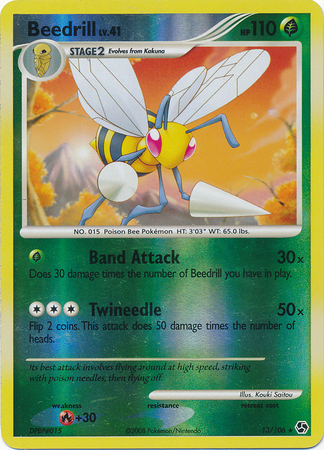 Beedrill LV.41
HP 110
STAGE2 Evolves from Kakuna
NO. 015 Poison Bee Pokémon HT: 3'03" WT: 65.0 lbs.
Band Attack 30x
Does 30 damage times the number of Beedrill you have in play.
Twineedle 50x
Flip 2 coins. This attack does 50 damage times the number of
heads.
Its best attack involves flying around at high speed, striking
with poison needles, then flying off.
Illus. Kouki Saitou
weakness resistance retreat cost
+30
©2008 Pokémon/Nintendo
13/106 ★